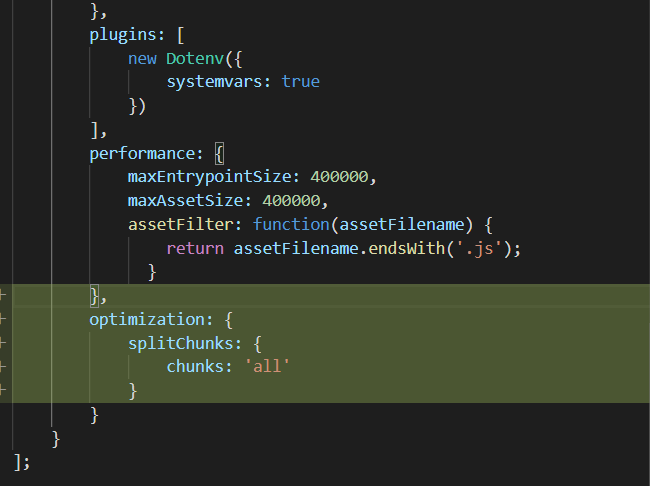 },
        plugins: [
            new Dotenv({
                systemvars: true
            })
        ],
        performance: {
            maxEntrypointSize: 400000,
            maxAssetSize: 400000,
            assetFilter: function(assetFilename) {
                return assetFilename.endsWith('.js');
              }
+       },
+       optimization: {
+           splitChunks: {
+               chunks: 'all'
+           }
        }
    }
];